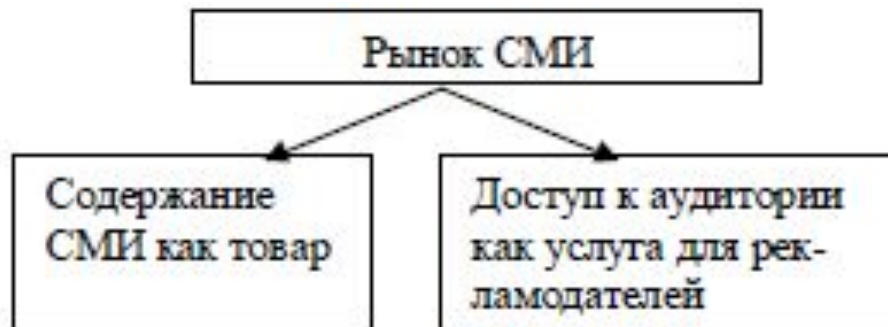 Рынок СМИ
Содержание
СМИ как товар
Доступ к аудитории
как услуга для рек-
ламодателей